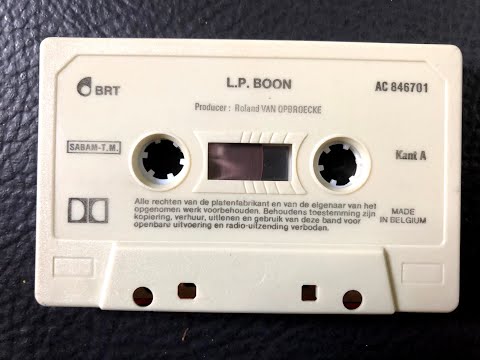 BRT
L.P. BOON
AC 846701
Producer : Roland VAN OPBROECKE
SABAM-T.M.
Kant A
Alle rechten van de platenfabrikant en van de eigenaar van het
opgenomen werk voorbehouden. Behoudens toestemming zijn
kopiering, verhuur, uitlenen en gebruik van deze band voor
openbare uitvoering en radio-uitzending verboden.
MADE
IN BELGIUM